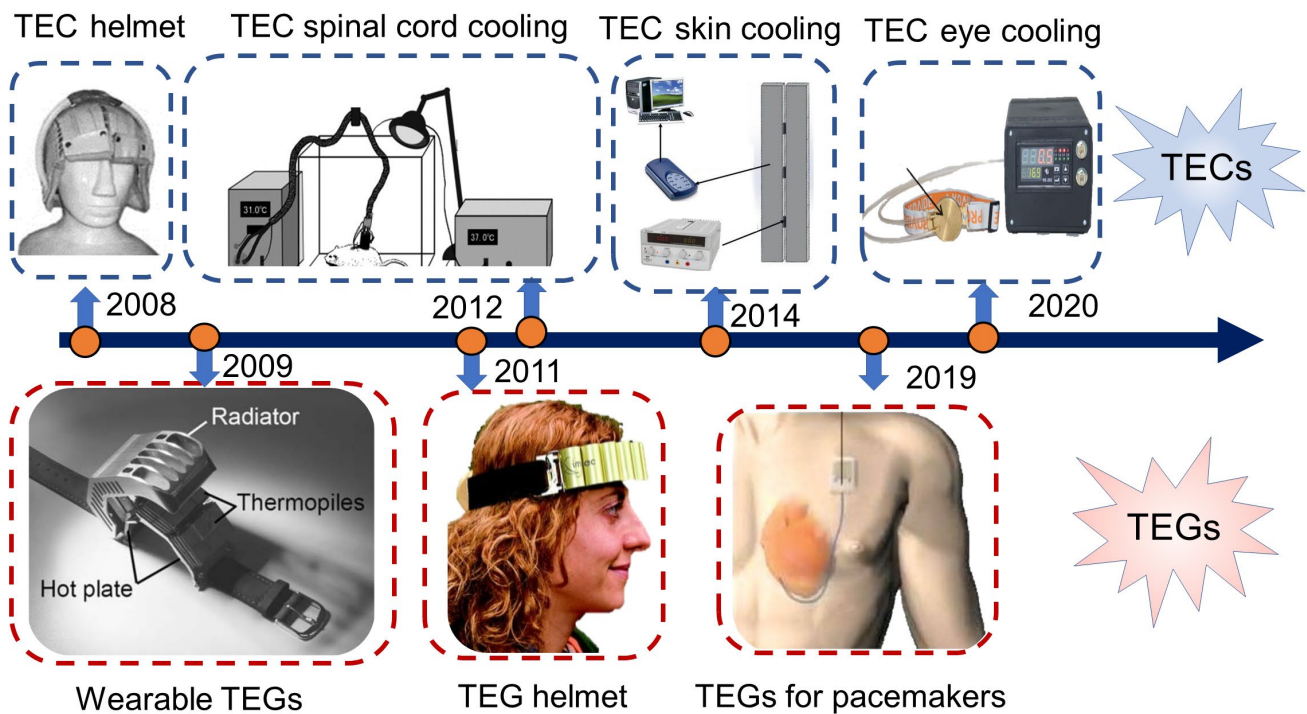 TEC helmet
TEC spinal cord cooling
TEC skin cooling
TEC eye cooling
31.0°C
37.0°C
TECs
2008
2012
2014
2020
2009
2011
2019
Radiator
Thermopiles
Hot plate
TEGs
Wearable TEGs
TEG helmet
TEGs for pacemakers